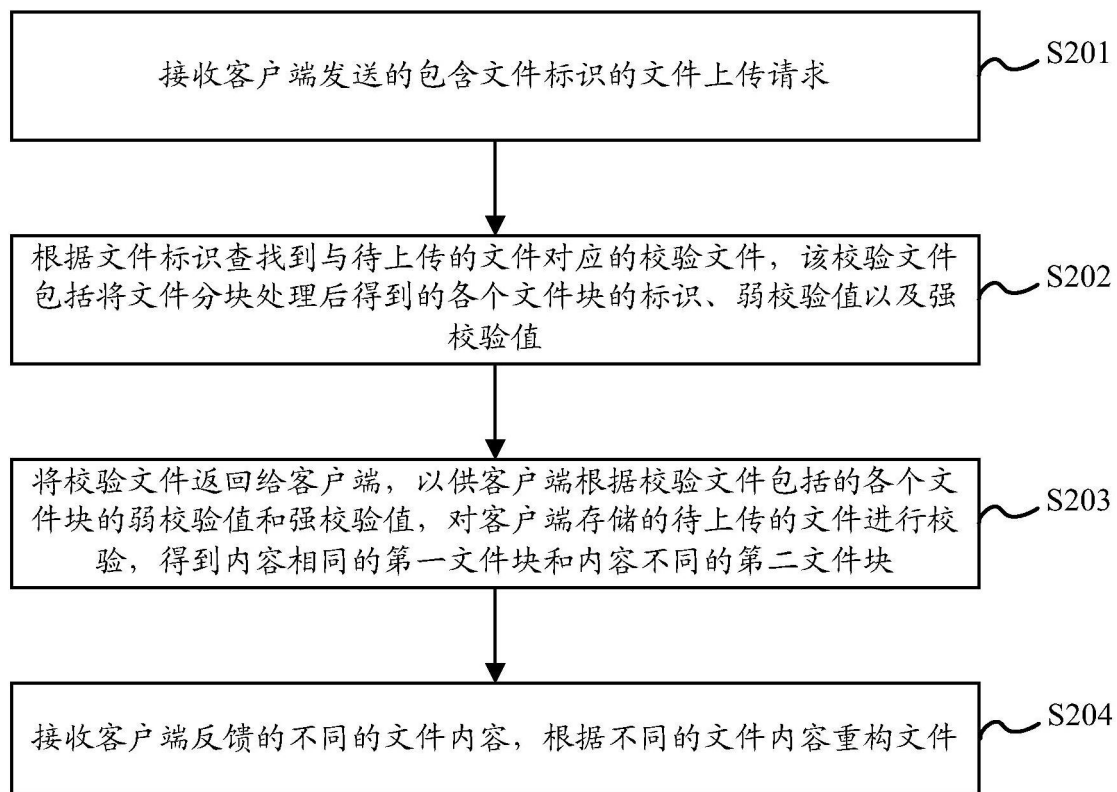 接收客户端发送的包含文件标识的文件上传请求
S201
根据文件标识查找到与待上传的文件对应的校验文件，该校验文件
包括将文件分块处理后得到的各个文件块的标识、弱校验值以及强
校验值
S202
将校验文件返回给客户端，以供客户端根据校验文件包括的各个文
件块的弱校验值和强校验值，对客户端存储的待上传的文件进行校
验，得到内容相同的第一文件块和内容不同的第二文件块
S203
接收客户端反馈的不同的文件内容，根据不同的文件内容重构文件
S204